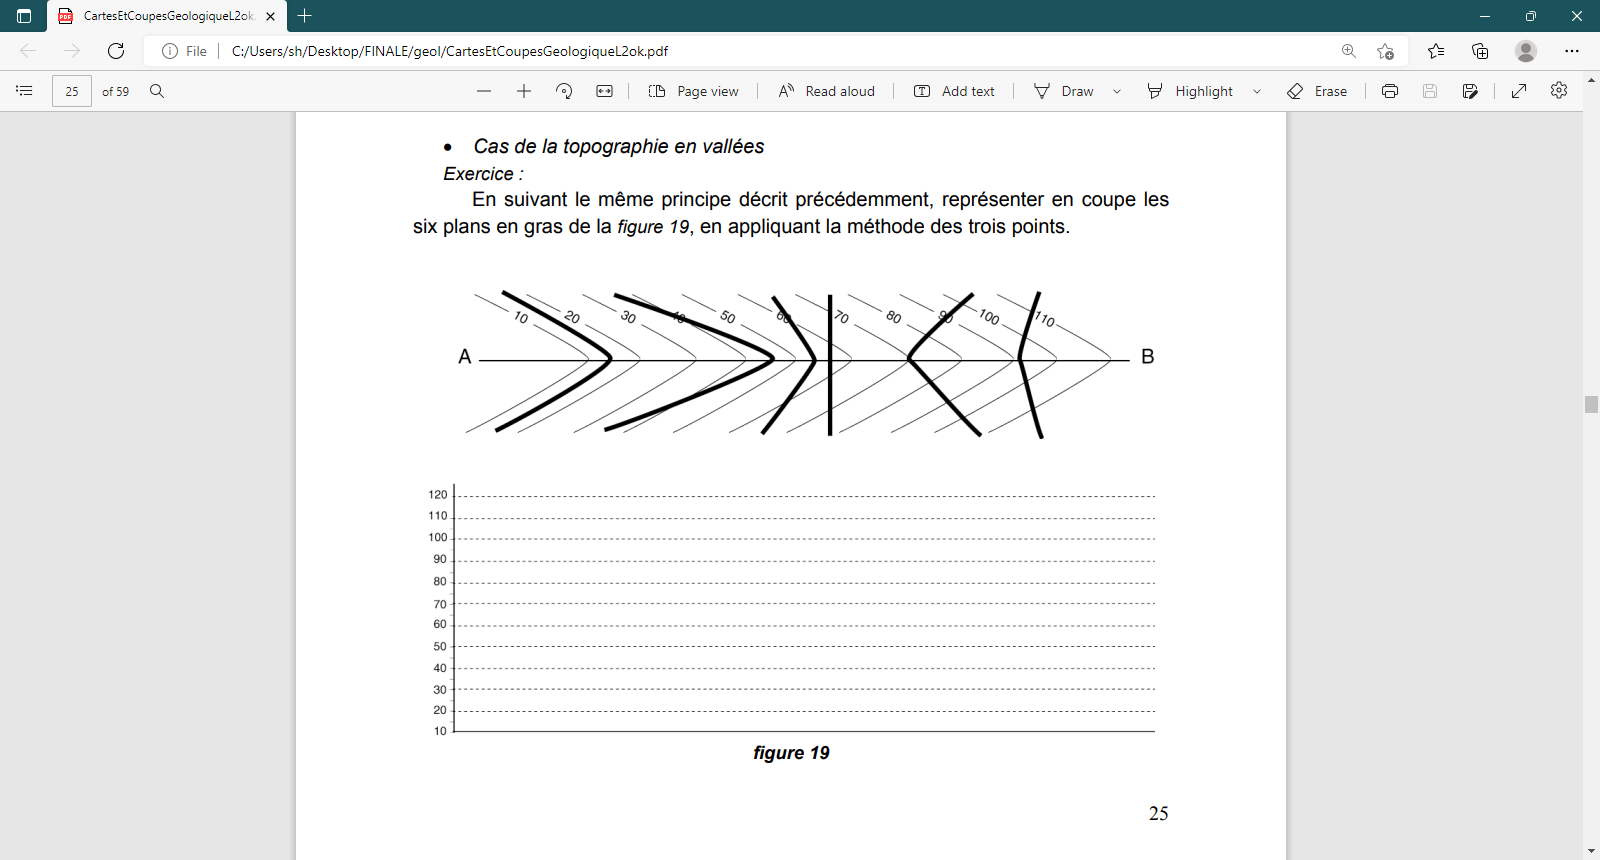 CartesEtCoupesGeologiqueL2ok.
File
C:/Users/sh/Desktop/FINALE/geol/CartesEtCoupesGeologiqueL2ok.pdf
25 of 59
Page view
Read aloud
Add text
Draw
Highlight
Erase
• Cas de la topographie en vallées
Exercice :
En suivant le même principe décrit précédemment, représenter en coupe les
six plans en gras de la figure 19, en appliquant la méthode des trois points.
10 20 30 40 50 60 70 80 90 100 110
A B
120
110
100
90
80
70
60
50
40
30
20
10
figure 19
25